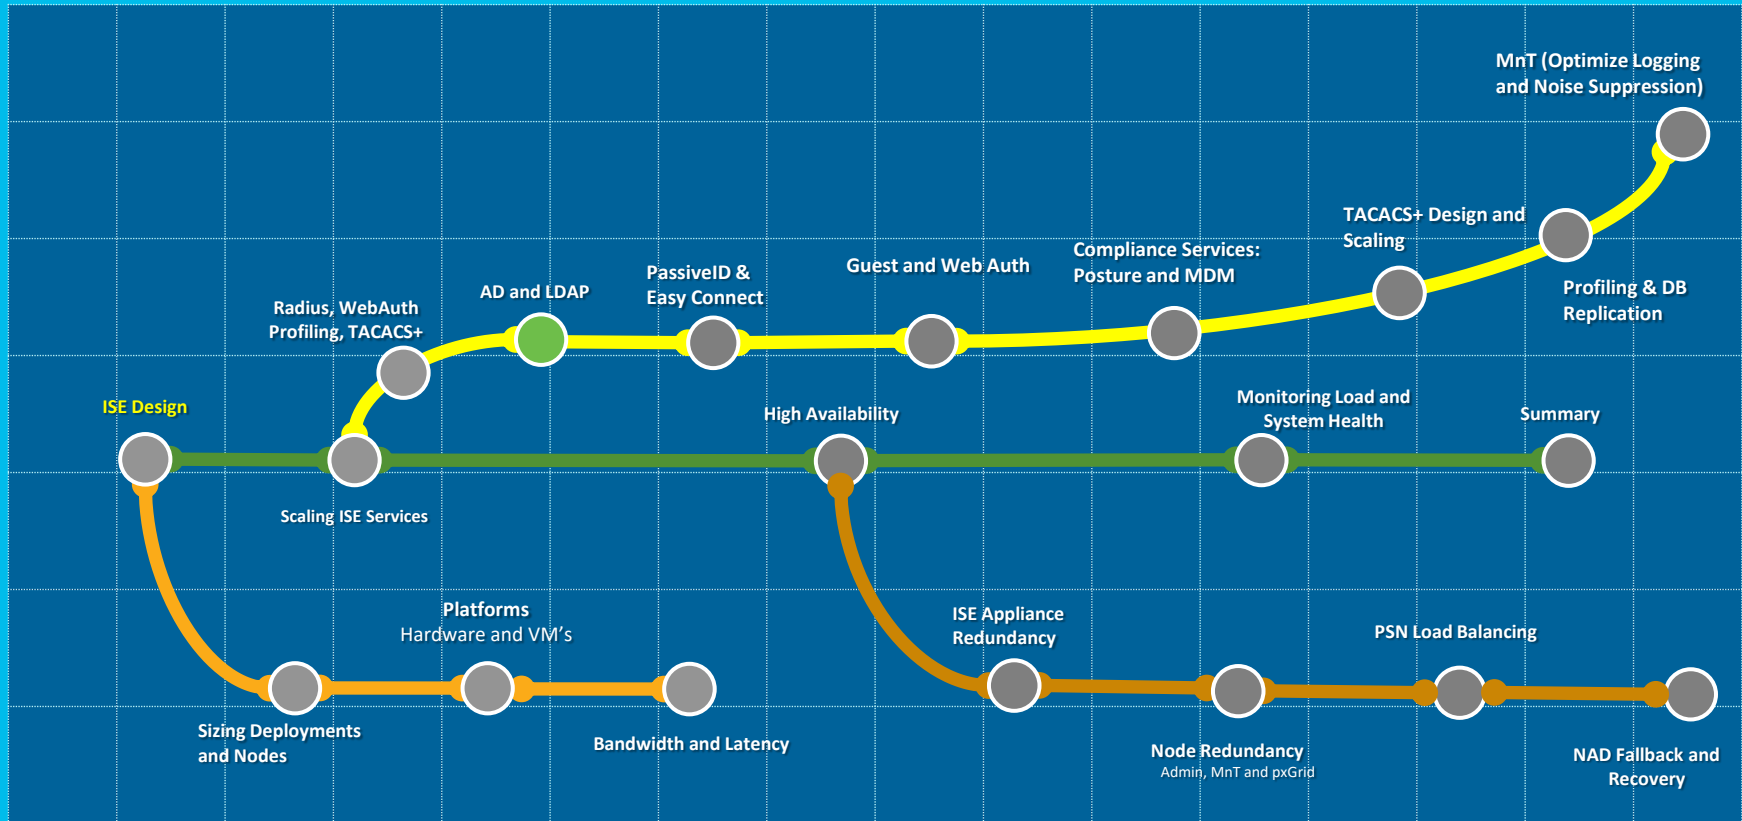 MnT (Optimize Logging
and Noise Suppression)
TACACS+ Design and
Scaling
Compliance Services:
Posture and MDM
Guest and Web Auth
PassiveID &
Easy Connect
AD and LDAP
Radius, WebAuth
Profiling, TACACS+
Profiling & DB
Replication
ISE Design
High Availability
Monitoring Load and
System Health
Summary
Scaling ISE Services
Platforms
Hardware and VM's
ISE Appliance
Redundancy
PSN Load Balancing
Sizing Deployments
and Nodes
Bandwidth and Latency
Node Redundancy
Admin, MnT and pxGrid
NAD Fallback and
Recovery